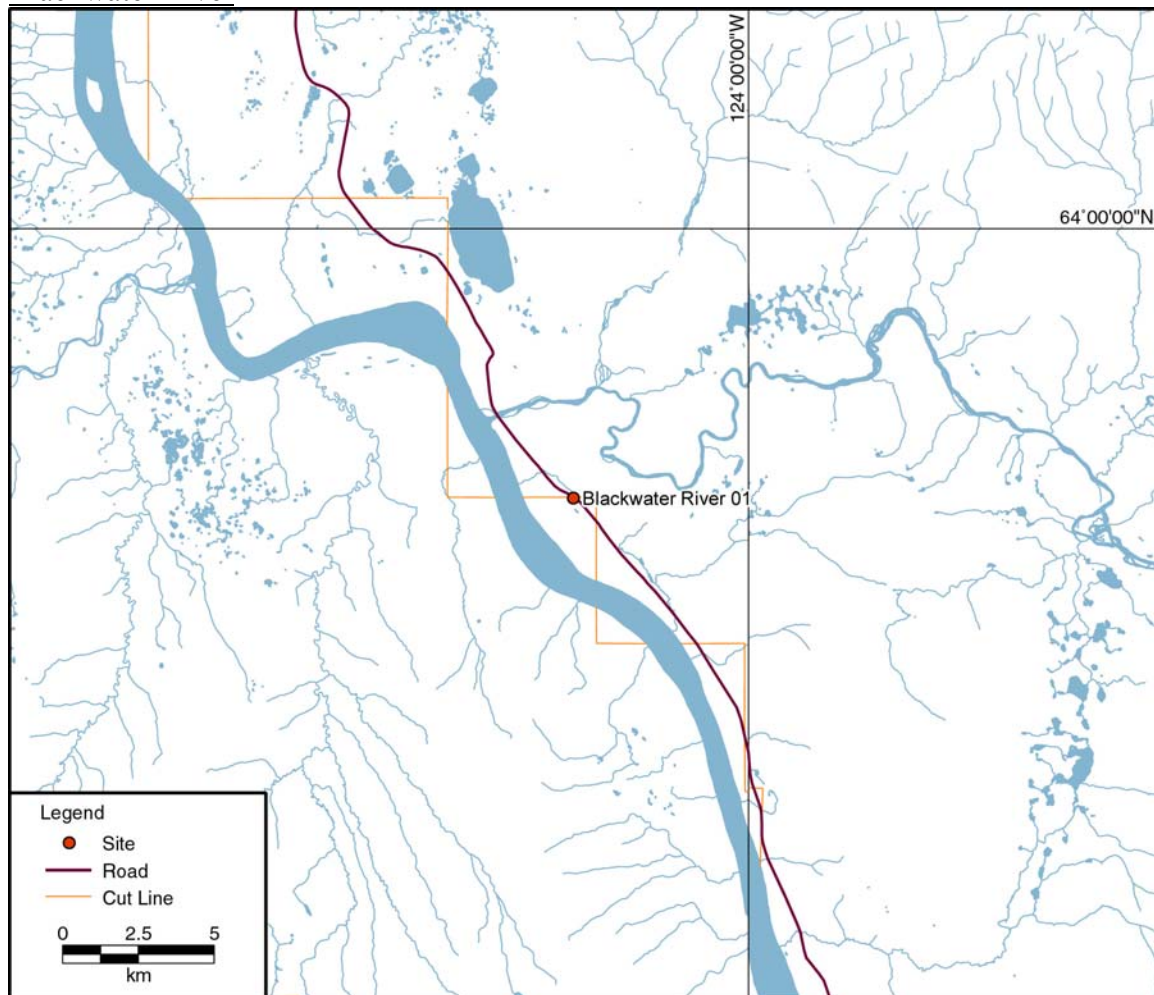 124°00'00"W
64°00'00"N
Blackwater River 01
Legend
Site
Road
Cut Line
0 2.5 5
km